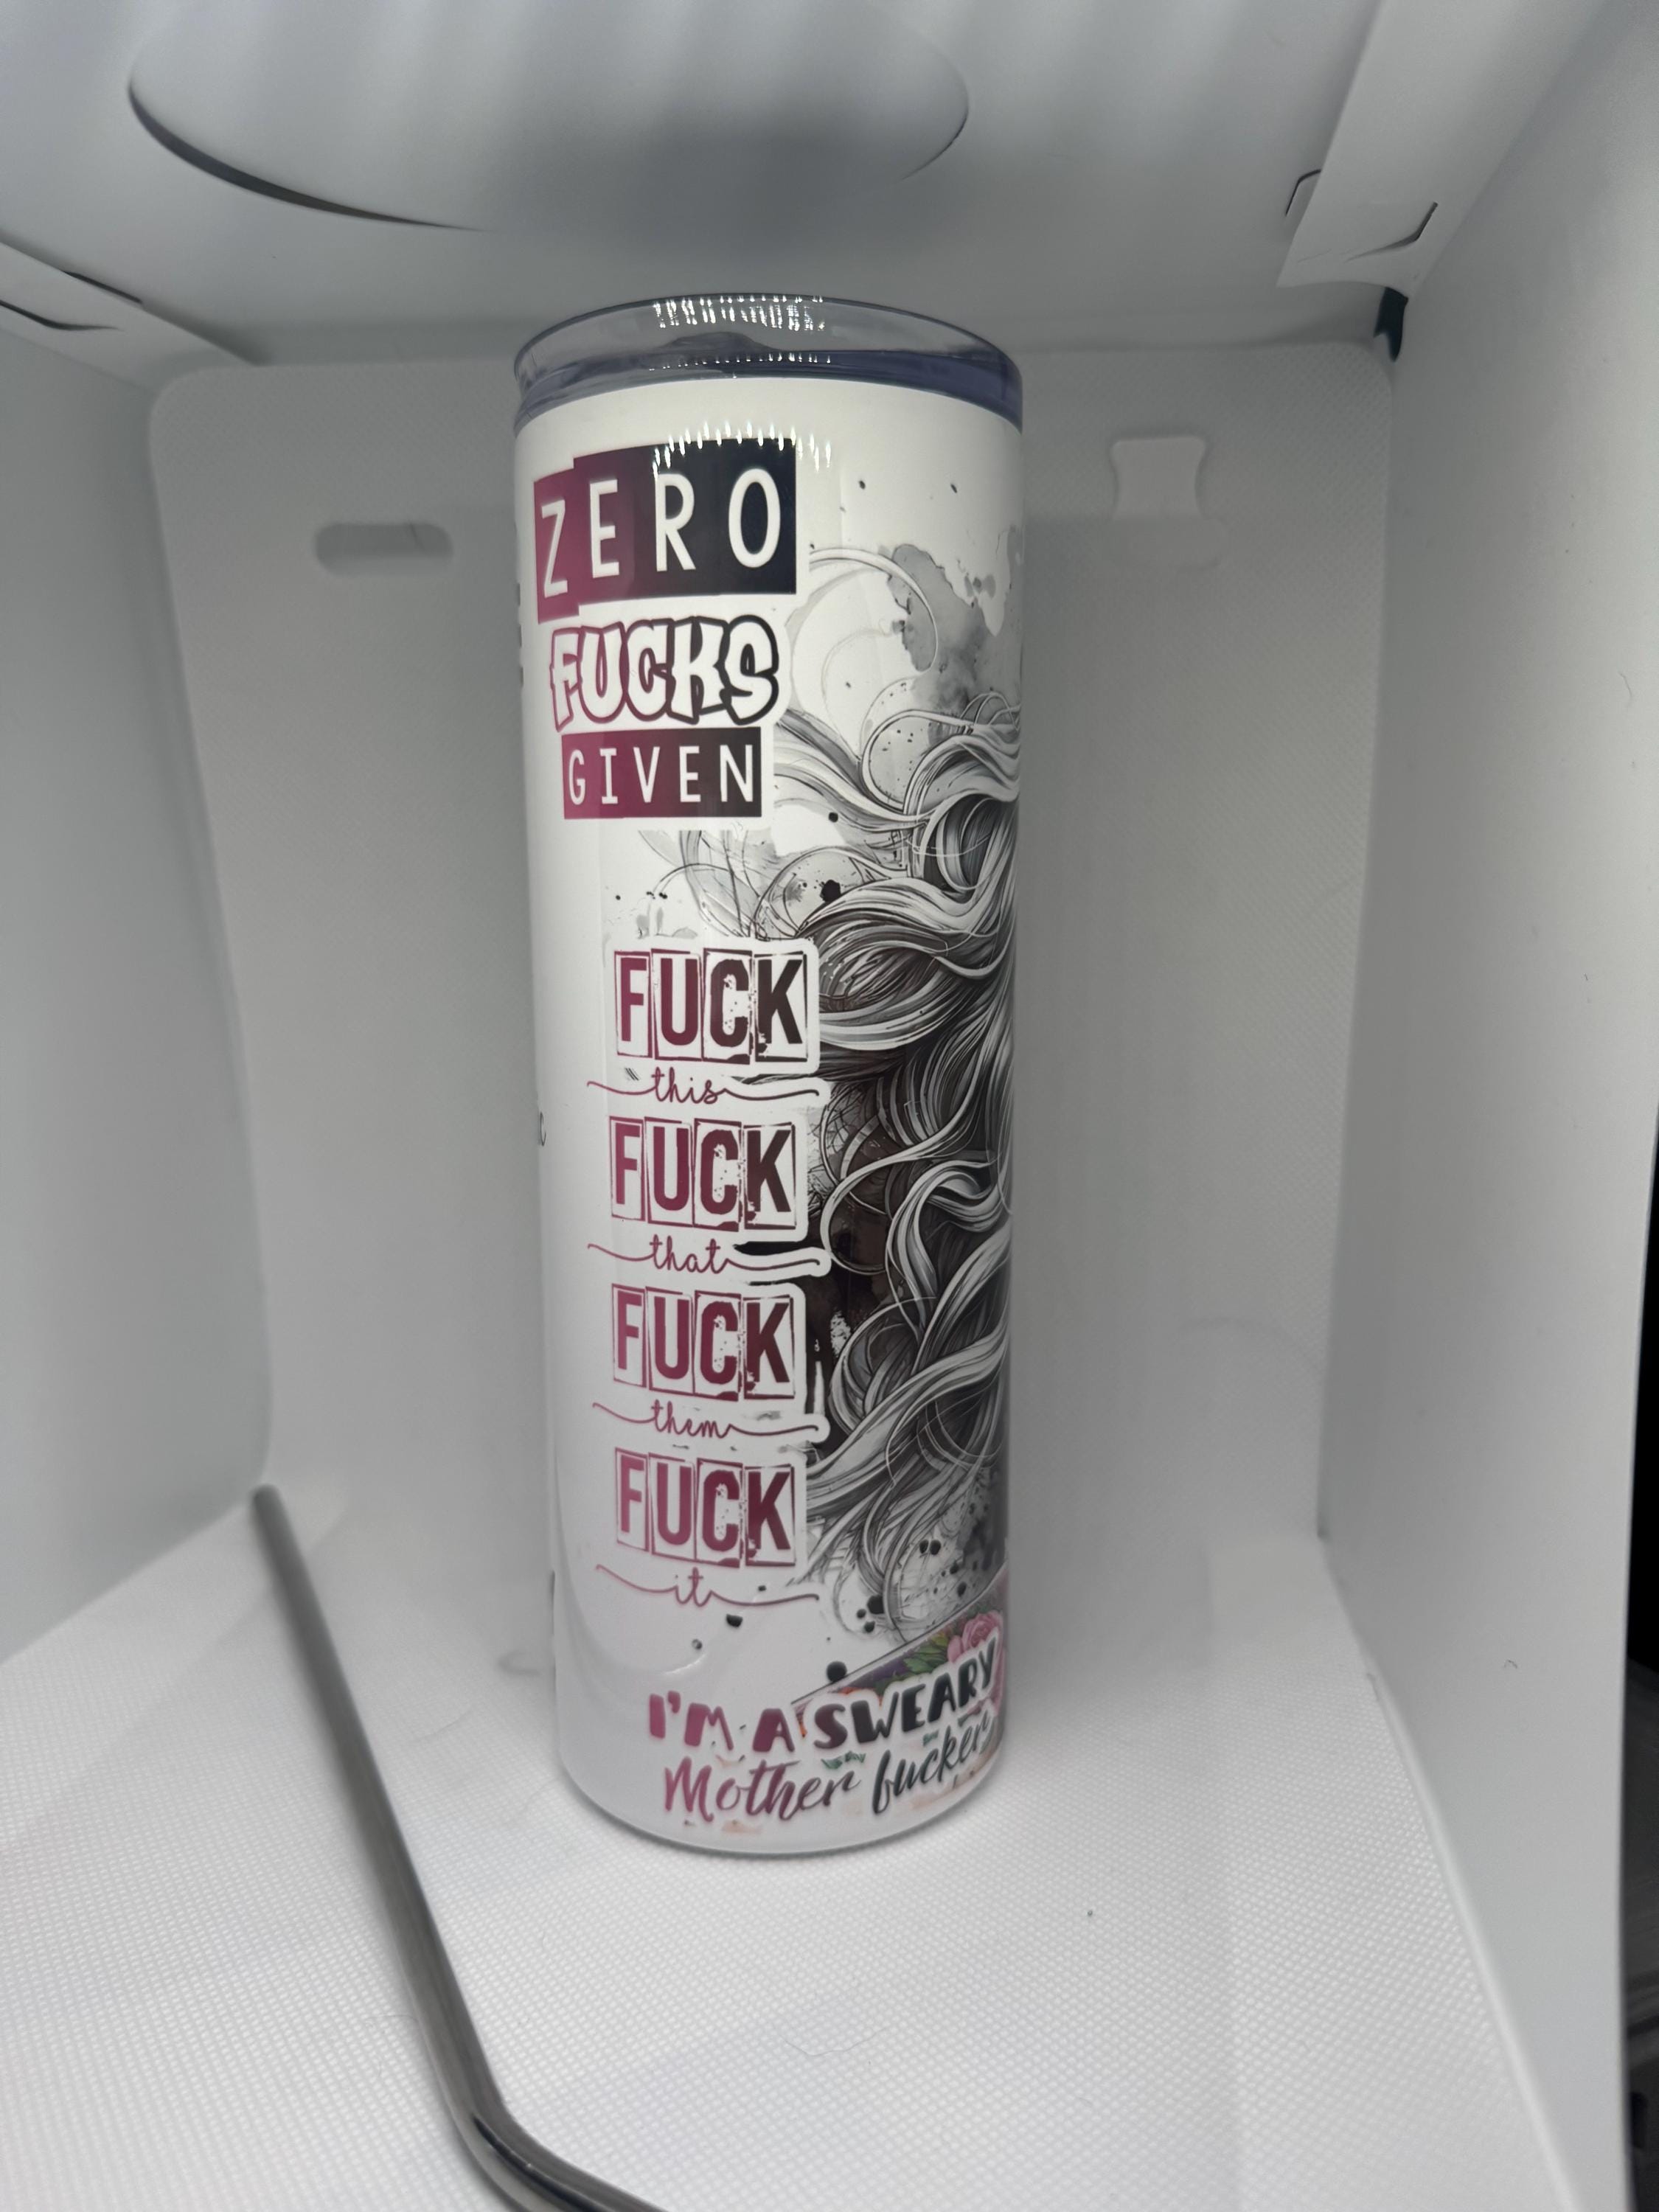 ZERO
FUCKS
GIVEN
FUCK
this
FUCK
that
FUCK
them
FUCK
it
I'M A SWEARY
Mother fucker